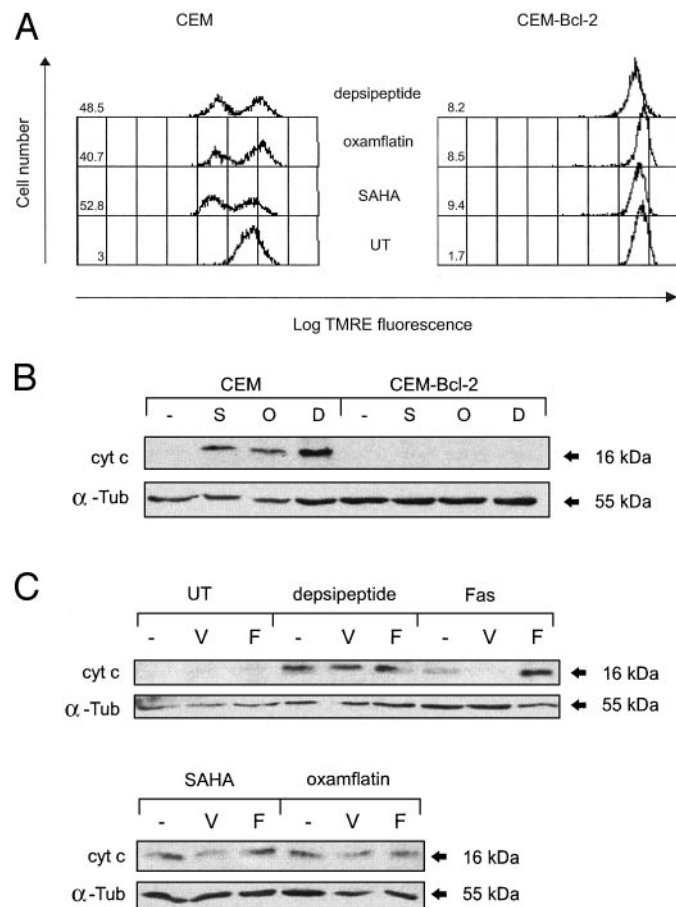 A
CEM CEM-Bcl-2
Cell number
depsipeptide
48.5 8.2
oxamflatin
40.7 8.5
SAHA
52.8 9.4
UT
3 1.7
Log TMRE fluorescence
B
CEM CEM-Bcl-2
- S O D - S O D
cyt c 16 kDa
α -Tub 55 kDa
C
UT depsipeptide Fas
- V F - V F - V F
cyt c 16 kDa
α -Tub 55 kDa
SAHA oxamflatin
- V F - V F
cyt c 16 kDa
α -Tub 55 kDa